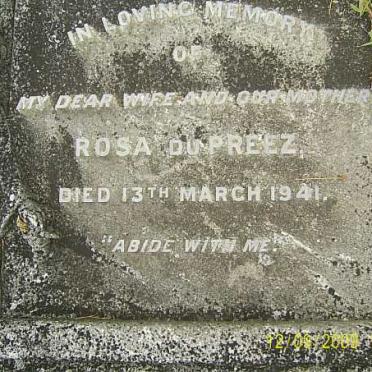 IN LOVING MEMORY
OF
MY DEAR WIFE AND OUR MOTHER
ROSA DU PREEZ.
DIED 13TH MARCH 1941.
"ABIDE WITH ME."